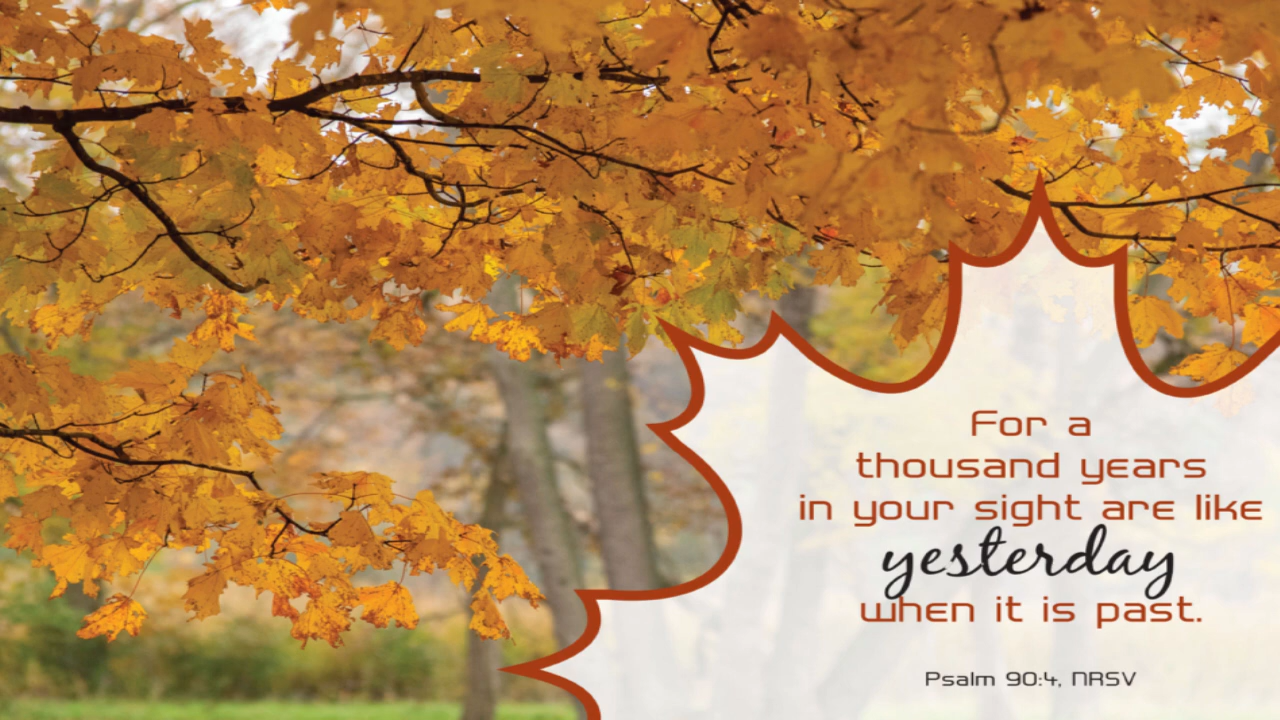 For a
thousand years
in your sight are like
yesterday
when it is past.
Psalm 90:4, NRSV